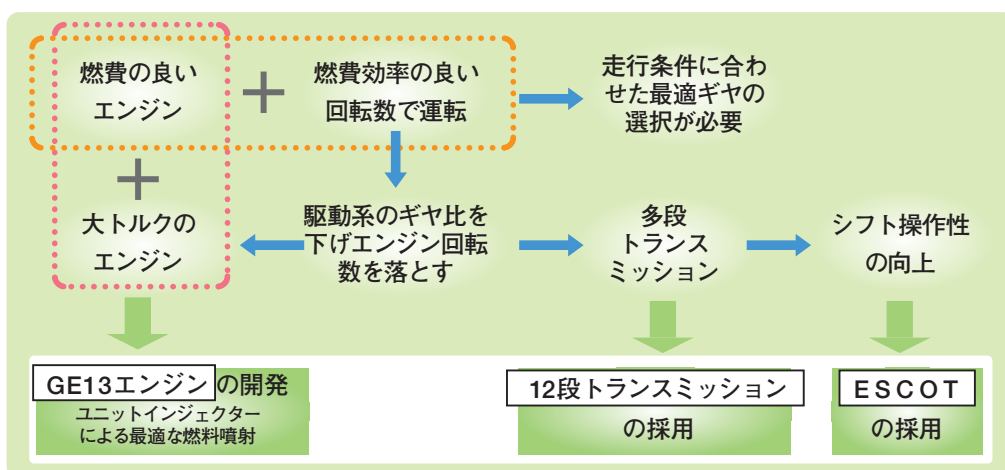 燃費の良い
エンジン
＋
燃費効率の良い
回転数で運転
走行条件に合わ
せた最適ギヤの
選択が必要
＋
大トルクの
エンジン
駆動系のギヤ比を
下げエンジン回転
数を落とす
多段
トランス
ミッション
シフト操作性
の向上
GE13エンジンの開発
ユニットインジェクター
による最適な燃料噴射
12段トランスミッション
の採用
ESCOT
の採用